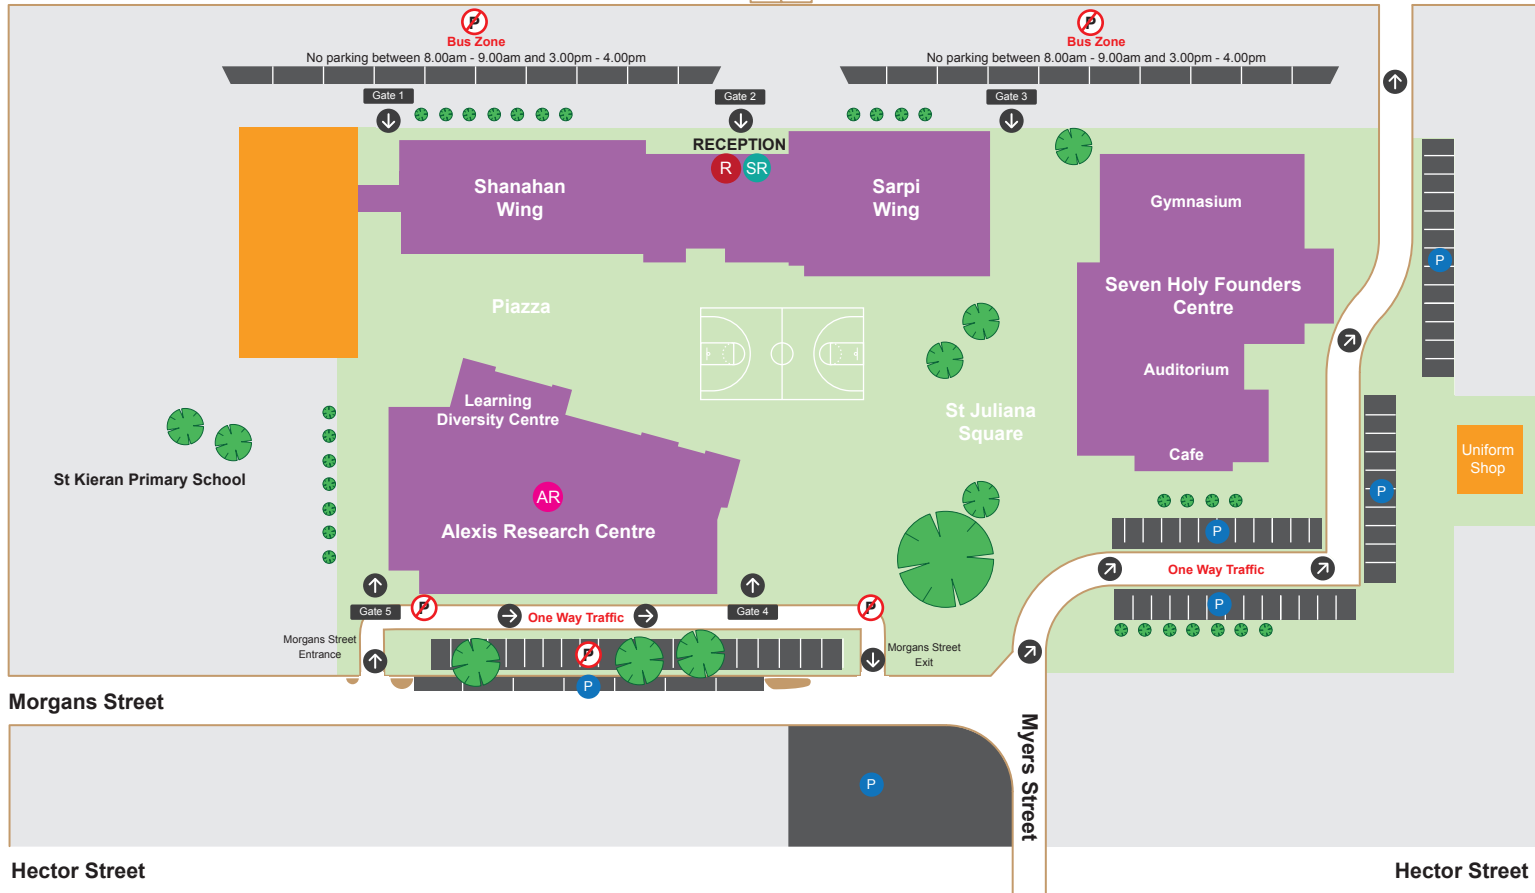 P
Bus Zone
No parking between 8.00am - 9.00am and 3.00pm - 4.00pm
P
Bus Zone
No parking between 8.00am - 9.00am and 3.00pm - 4.00pm
Gate 1
Gate 2
Gate 3
RECEPTION
R
SR
Shanahan
Wing
Sarpi
Wing
Gymnasium
Seven Holy Founders
Centre
P
Piazza
Auditorium
Learning
Diversity Centre
St Juliana
Square
Cafe
Uniform
Shop
St Kieran Primary School
AR
P
Alexis Research Centre
P
One Way Traffic
P
Gate 5
P
One Way Traffic
Gate 4
P
Morgans Street
Entrance
P
Morgans Street
Exit
P
Morgans Street
Myers Street
P
Hector Street
Hector Street